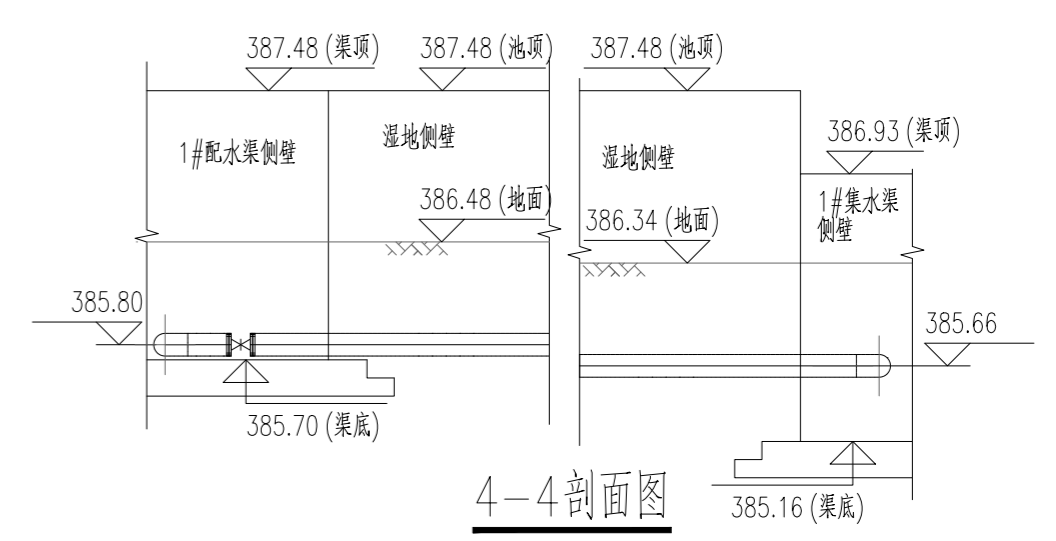 387.48 (渠顶)
387.48 (池顶)
387.48 (池顶)
386.93 (渠顶)
1#配水渠侧壁
湿地侧壁
湿地侧壁
1#集水渠
侧壁
386.48 (地面)
386.34 (地面)
385.80
385.66
385.70 (渠底)
385.16 (渠底)
4-4剖面图